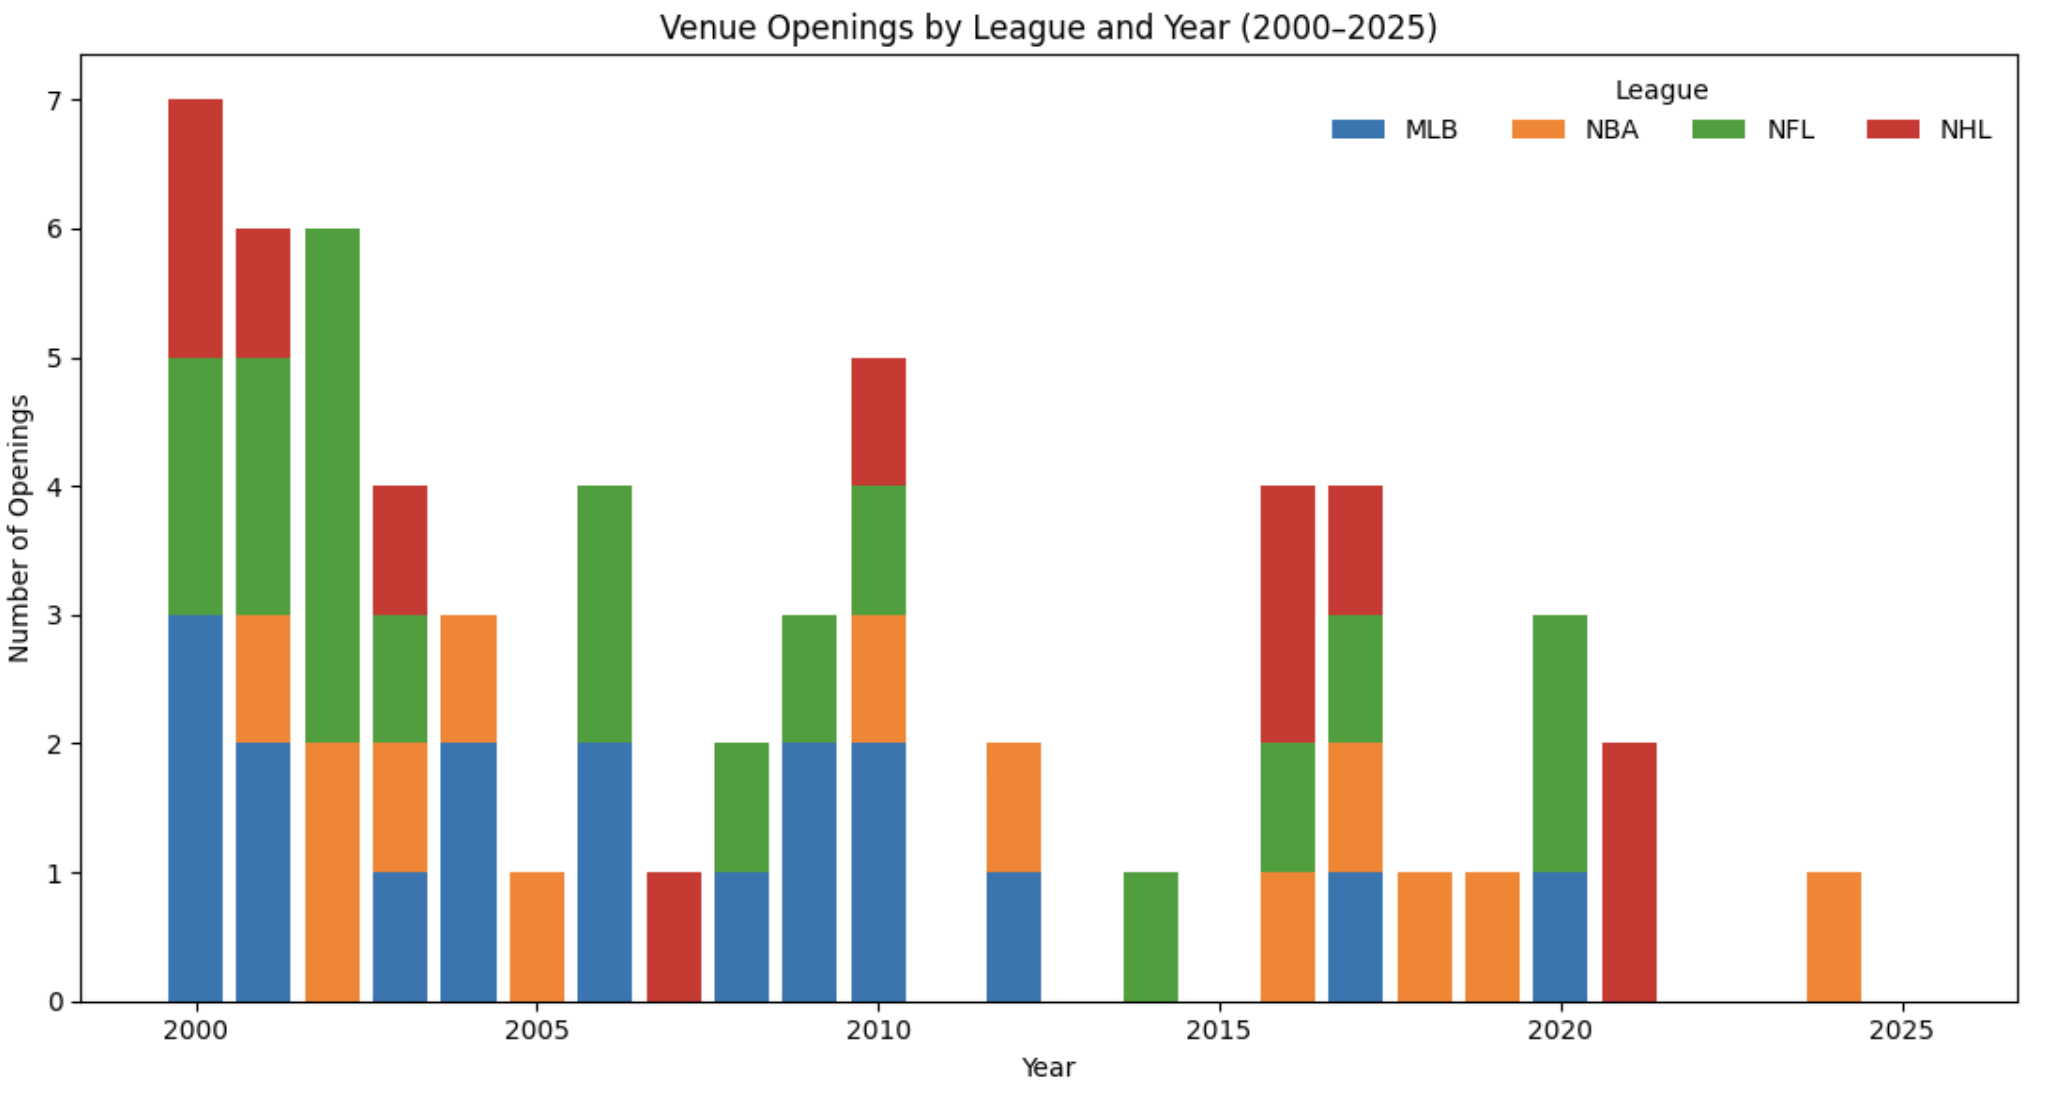 Venue Openings by League and Year (2000–2025)
League
MLB NBA NFL NHL
Number of Openings
7
6
5
4
3
2
1
0
2000 2005 2010 2015 2020 2025
Year